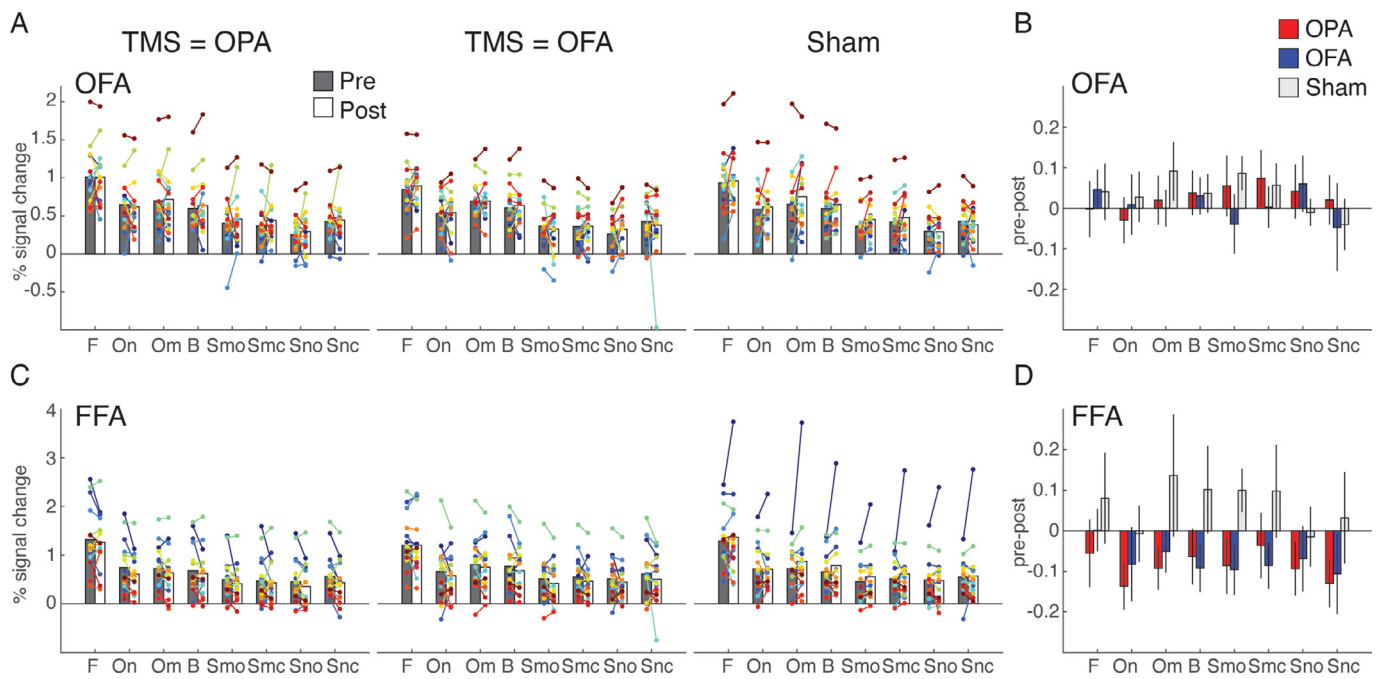 A
TMS = OPA
TMS = OFA
Sham
B
OPA
OFA
Sham
OFA
Pre
Post
OFA
% signal change
2
1.5
1
0.5
0
-0.5
pre-post
0.2
0.1
0
-0.1
-0.2
F On Om B Smo Smc Sno Snc
F On Om B Smo Smc Sno Snc
F On Om B Smo Smc Sno Snc
F On Om B Smo Smc Sno Snc
C
D
FFA
FFA
% signal change
4
3
2
1
0
pre-post
0.2
0.1
0
-0.1
-0.2
F On Om B Smo Smc Sno Snc
F On Om B Smo Smc Sno Snc
F On Om B Smo Smc Sno Snc
F On Om B Smo Smc Sno Snc